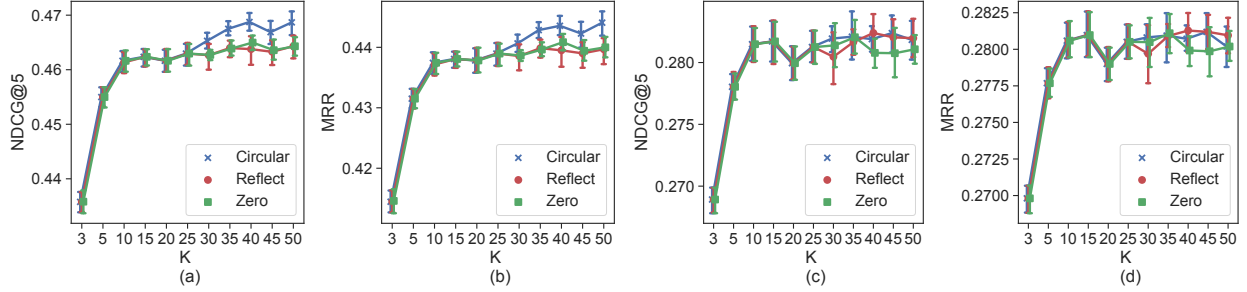 NDCG@5
0.47
0.46
0.45
0.44
3 5 10 15 20 25 30 35 40 45 50
K
(a)
Circular
Reflect
Zero
MRR
0.44
0.43
0.42
3 5 10 15 20 25 30 35 40 45 50
K
(b)
Circular
Reflect
Zero
NDCG@5
0.280
0.275
0.270
3 5 10 15 20 25 30 35 40 45 50
K
(c)
Circular
Reflect
Zero
MRR
0.2825
0.2800
0.2775
0.2750
0.2725
0.2700
3 5 10 15 20 25 30 35 40 45 50
K
(d)
Circular
Reflect
Zero